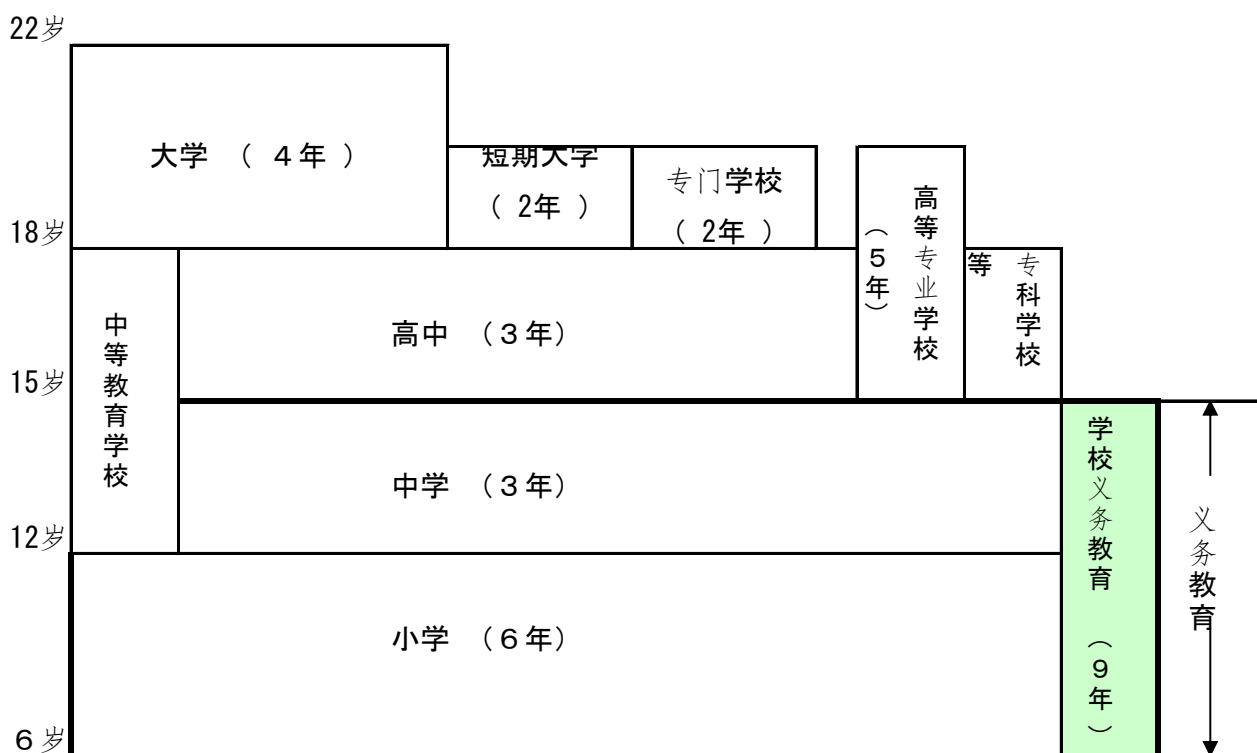 22岁
大学 （ 4年 ）
短期大学
（ 2年 ）
专门学校
（ 2年 ）
高等专业学校
（5年）
18岁
等
专科学校
中等教育学校
高中 （3年）
15岁
学校义务教育 （9年）
中学 （3年）
义务教育
12岁
小学 （6年）
6岁